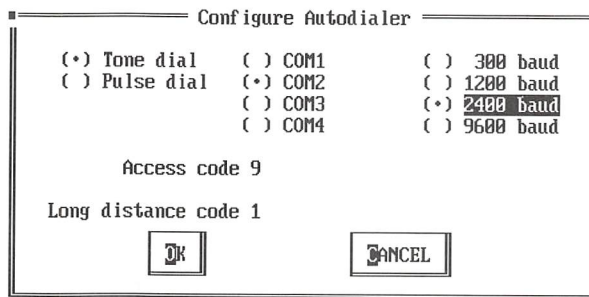 Configure Autodialer
(•) Tone dial ( ) COM1 ( ) 300 baud
( ) Pulse dial (•) COM2 ( ) 1200 baud
( ) COM3 (•) 2400 baud
( ) COM4 ( ) 9600 baud
Access code 9
Long distance code 1
OK CANCEL